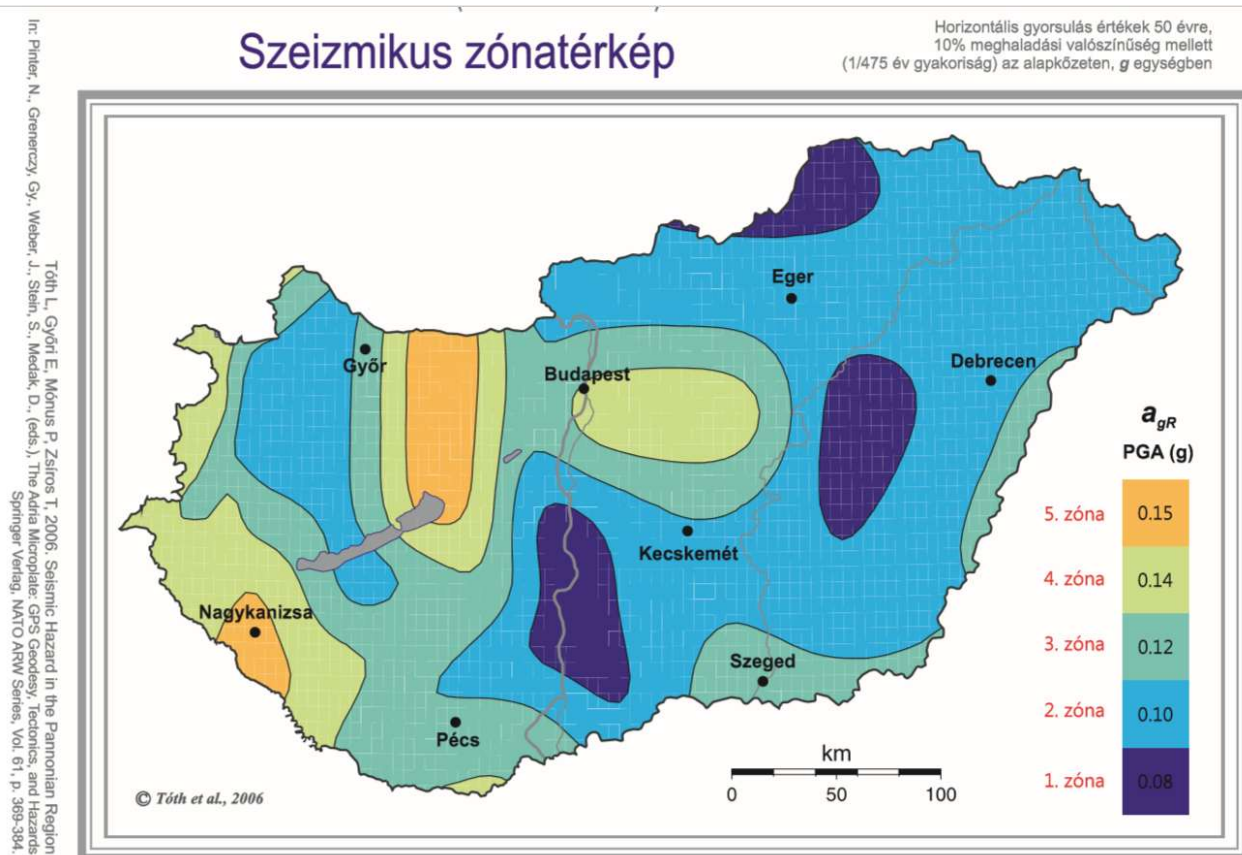 Szeizmikus zónatérkép
Horizontális gyorsulás értékek 50 évre,
10% meghaladási valószínűség mellett
(1/475 év gyakoriság) az alapkőzeten, g egységben
Tóth L, Győri E, Mónus P, Zsíros T, 2006. Seismic Hazard in the Pannonian Region
In: Pinter, N., Grenerczy, Gy., Weber, J., Stein, S., Medak, D., (eds.), The Adria Microplate: GPS Geodesy, Tectonics, and Hazards
Springer Verlag, NATO ARW Series, Vol. 61, p. 369-384.
Eger
Győr
Budapest
Debrecen
Kecskemét
Nagykanizsa
Szeged
Pécs
agR
PGA (g)
5. zóna 0.15
4. zóna 0.14
3. zóna 0.12
2. zóna 0.10
1. zóna 0.08
km
0 50 100
© Tóth et al., 2006